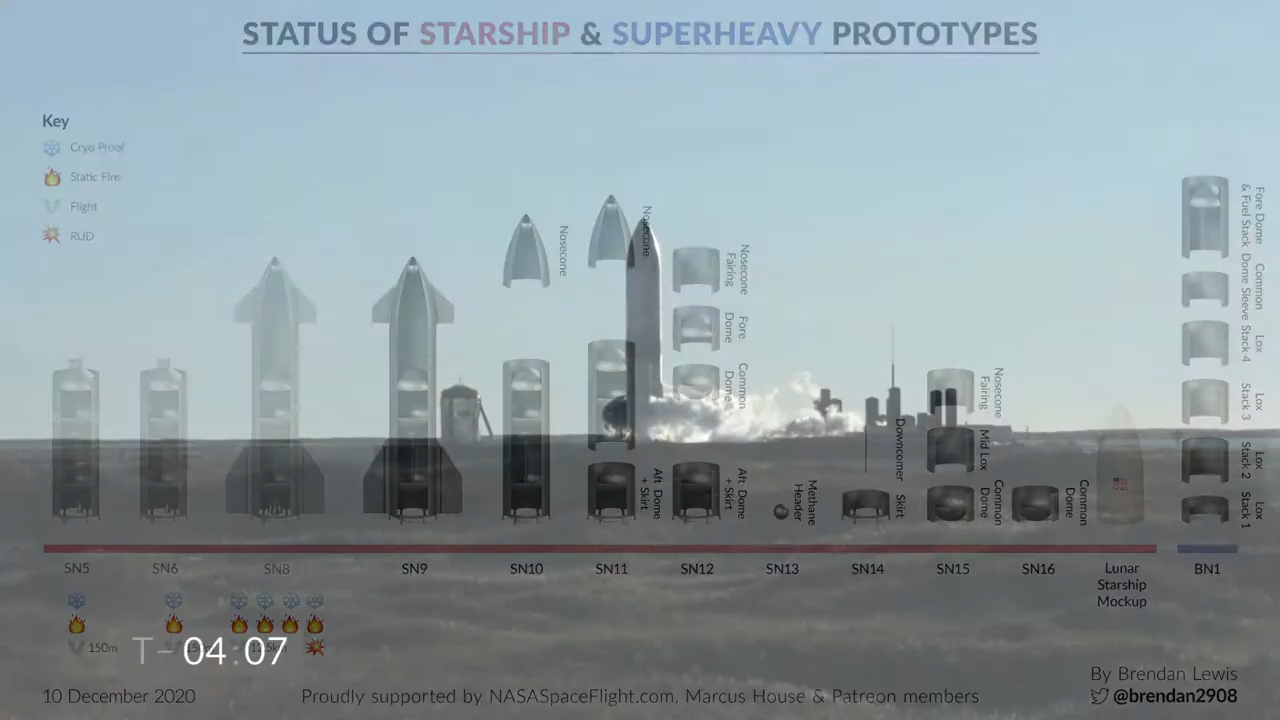 STATUS OF STARSHIP & SUPERHEAVY PROTOTYPES
Key
Cryo Proof
Static Fire
Flight
RUD
Nosecone
Nosecone
Nosecone
Fairing
Fore
Dome
Common
Dome
Aft Dome
+ Skirt
Aft Dome
+ Skirt
Methane
Header
Downcomer
Skirt
Nosecone
Fairing
Mid Lox
Common
Dome
Common
Dome
Fore Dome
& Fuel Stack
Common
Dome Sleeve
Lox
Stack 4
Lox
Stack 3
Lox
Stack 2
Lox
Stack 1
SN5
SN6
SN8
SN9
SN10
SN11
SN12
SN13
SN14
SN15
SN16
Lunar
Starship
Mockup
BN1
150m
T-04:07
By Brendan Lewis
@brendan2908
10 December 2020
Proudly supported by NASASpaceFlight.com, Marcus House & Patreon members